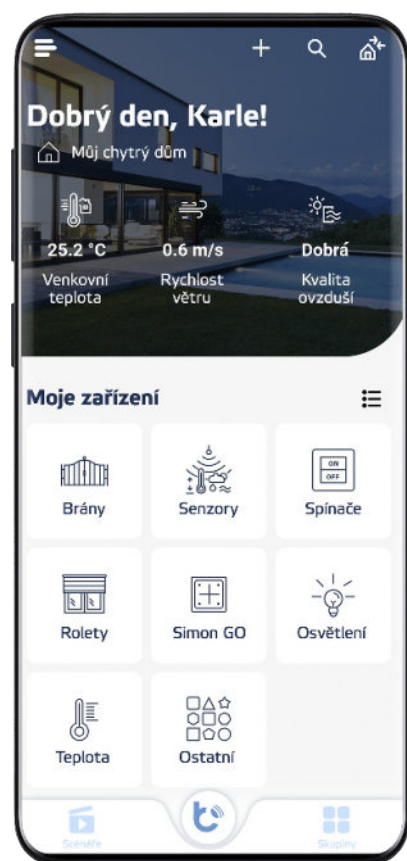 Dobrý den, Karle!
Můj chytrý dům
25.2 °C
0.6 m/s
Dobrá
Venkovní
teplota
Rychlost
větru
Kvalita
ovzduší
Moje zařízení
Brány
Senzory
ON
OFF
Spínače
Rolety
Simon GO
Osvětlení
Teplota
Ostatní
Scénáře
Skupiny